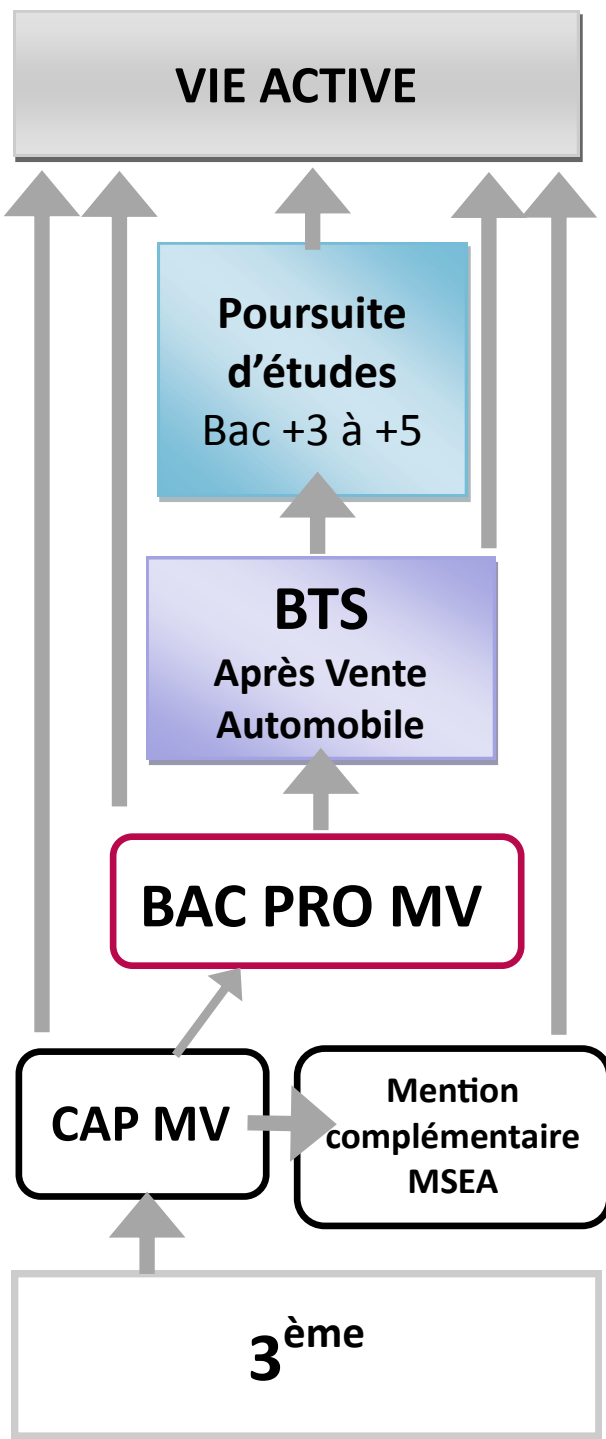 VIE ACTIVE
Poursuite
d’études
Bac +3 à +5
BTS
Après Vente
Automobile
BAC PRO MV
CAP MV
Mention
complémentaire
MSEA
3ème